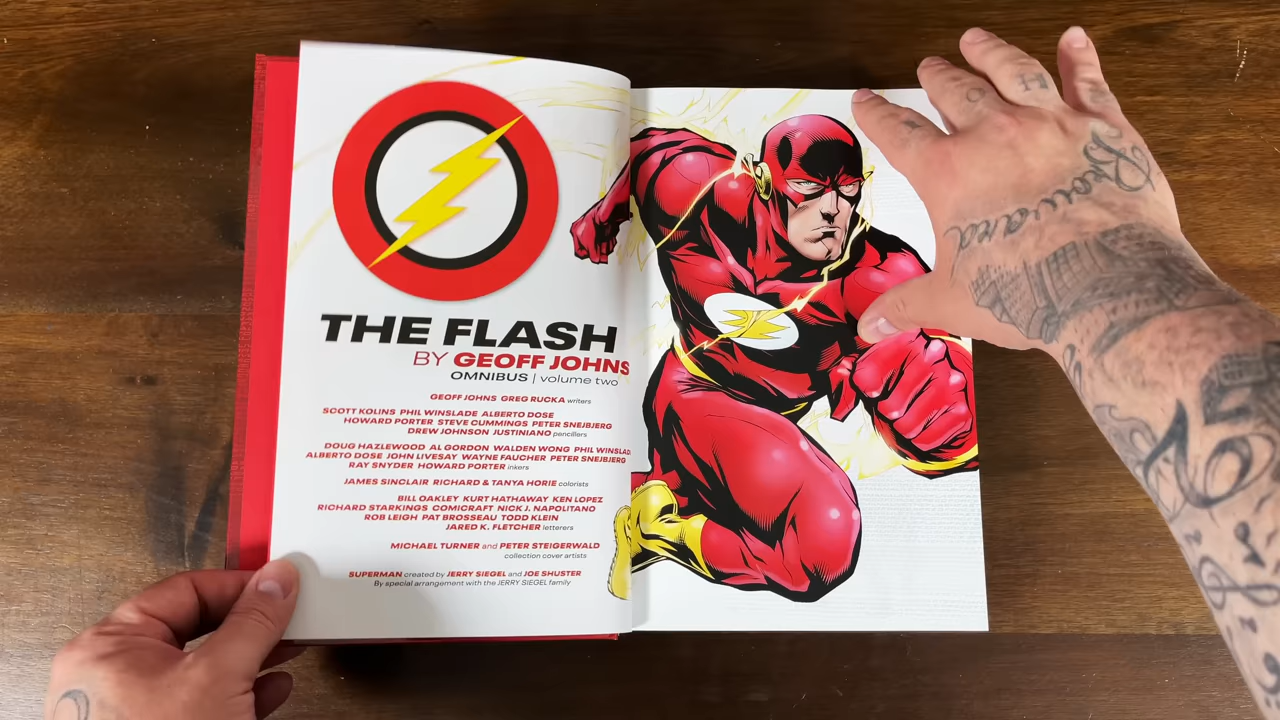 THE FLASH
BY GEOFF JOHNS
OMNIBUS | volume two
GEOFF JOHNS GREG RUCKA writers
SCOTT KOLINS PHIL WINSLADE ALBERTO DOSE
HOWARD PORTER STEVE CUMMINGS PETER SNEJBJERG
DREW JOHNSON JUSTINIANO pencillers
DOUG HAZLEWOOD AL GORDON WALDEN WONG PHIL WINSLADE
ALBERTO DOSE JOHN LIVESAY WAYNE FAUCHER PETER SNEJBJERG
RAY SNYDER HOWARD PORTER inkers
JAMES SINCLAIR RICHARD & TANYA HORIE colorists
BILL OAKLEY KURT HATHAWAY KEN LOPEZ
RICHARD STARKINGS COMICRAFT NICK J. NAPOLITANO
ROB LEIGH PAT BROSSEAU TODD KLEIN
JARED K. FLETCHER letterers
MICHAEL TURNER and PETER STEIGERWALD
collection cover artists
SUPERMAN created by JERRY SIEGEL and JOE SHUSTER
By special arrangement with the JERRY SIEGEL family
Broward